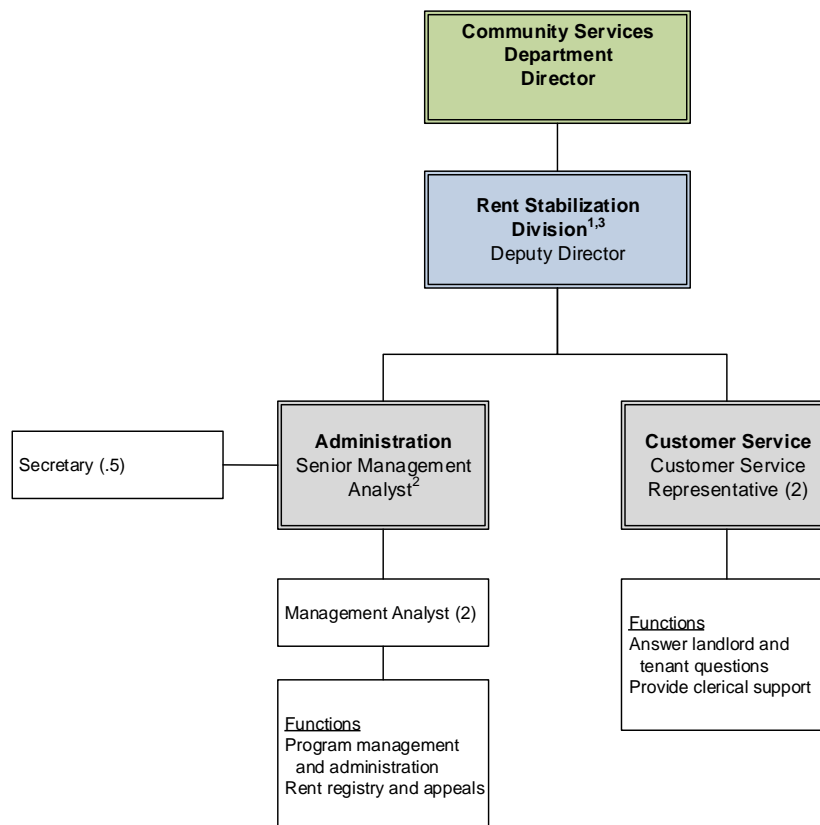 Community Services
Department
Director
Rent Stabilization
Division1,3
Deputy Director
Secretary (.5)
Administration
Senior Management
Analyst2
Customer Service
Customer Service
Representative (2)
Management Analyst (2)
Functions
Program management
and administration
Rent registry and appeals
Functions
Answer landlord and
tenant questions
Provide clerical support